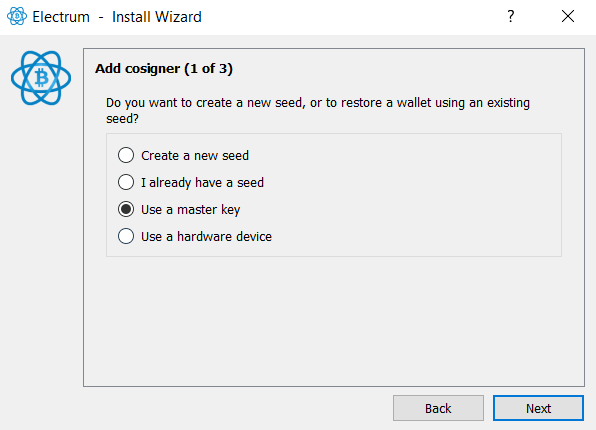 Electrum - Install Wizard
?
Add cosigner (1 of 3)
Do you want to create a new seed, or to restore a wallet using an existing
seed?
Create a new seed
I already have a seed
Use a master key
Use a hardware device
Back Next